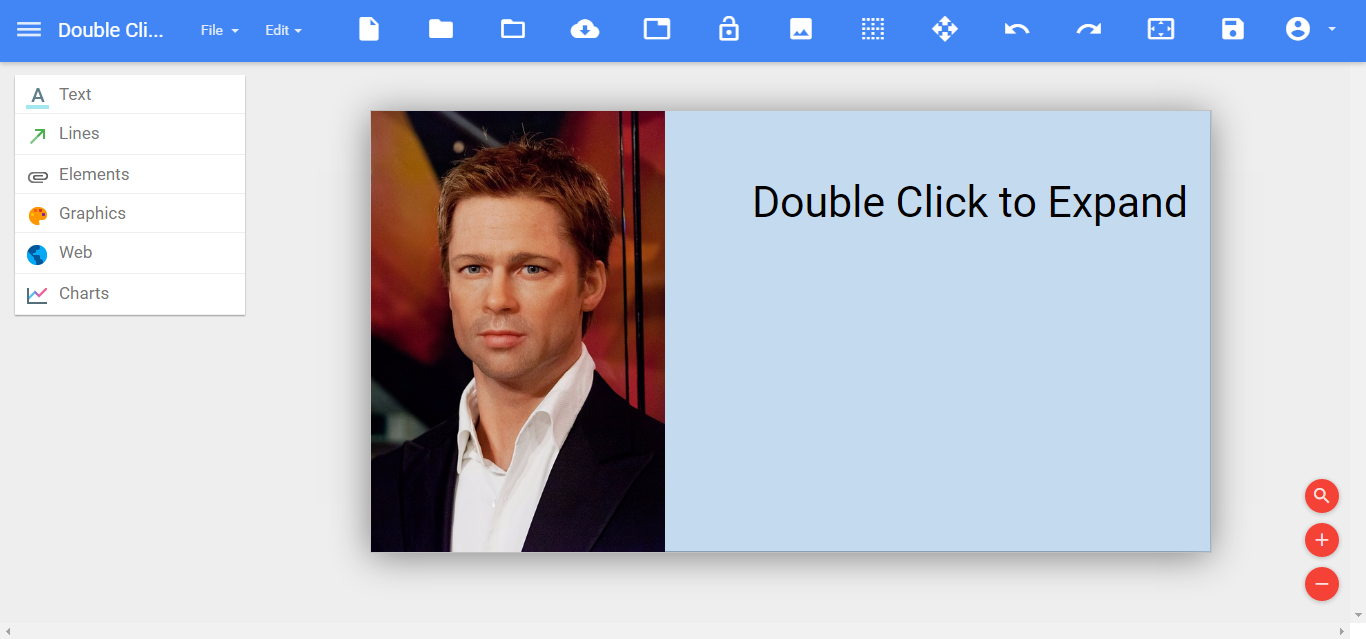 Double Cli...
File
Edit
A
Text
Lines
Elements
Graphics
Web
Charts
Double Click to Expand